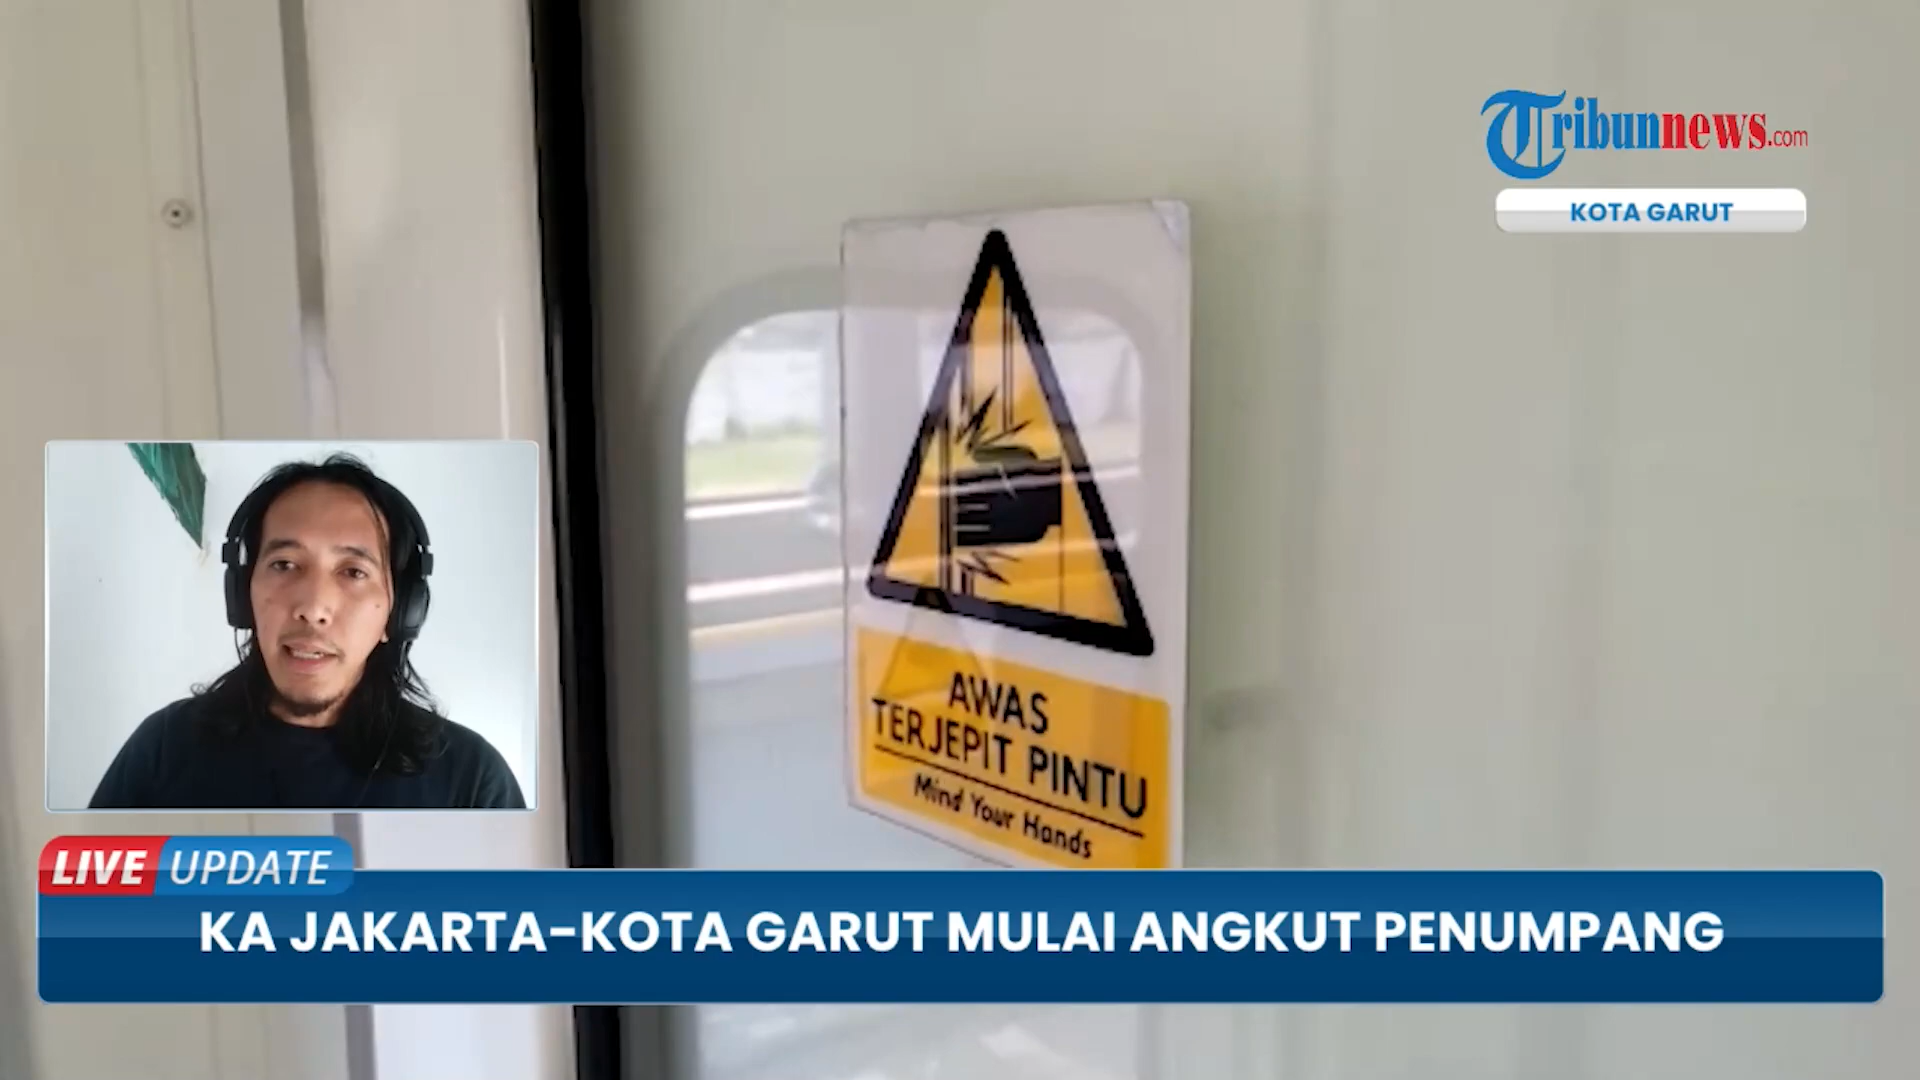 Tribunnews.com
KOTA GARUT
AWAS
TERJEPIT PINTU
Mind Your Hands
LIVE UPDATE
KA JAKARTA-KOTA GARUT MULAI ANGKUT PENUMPANG